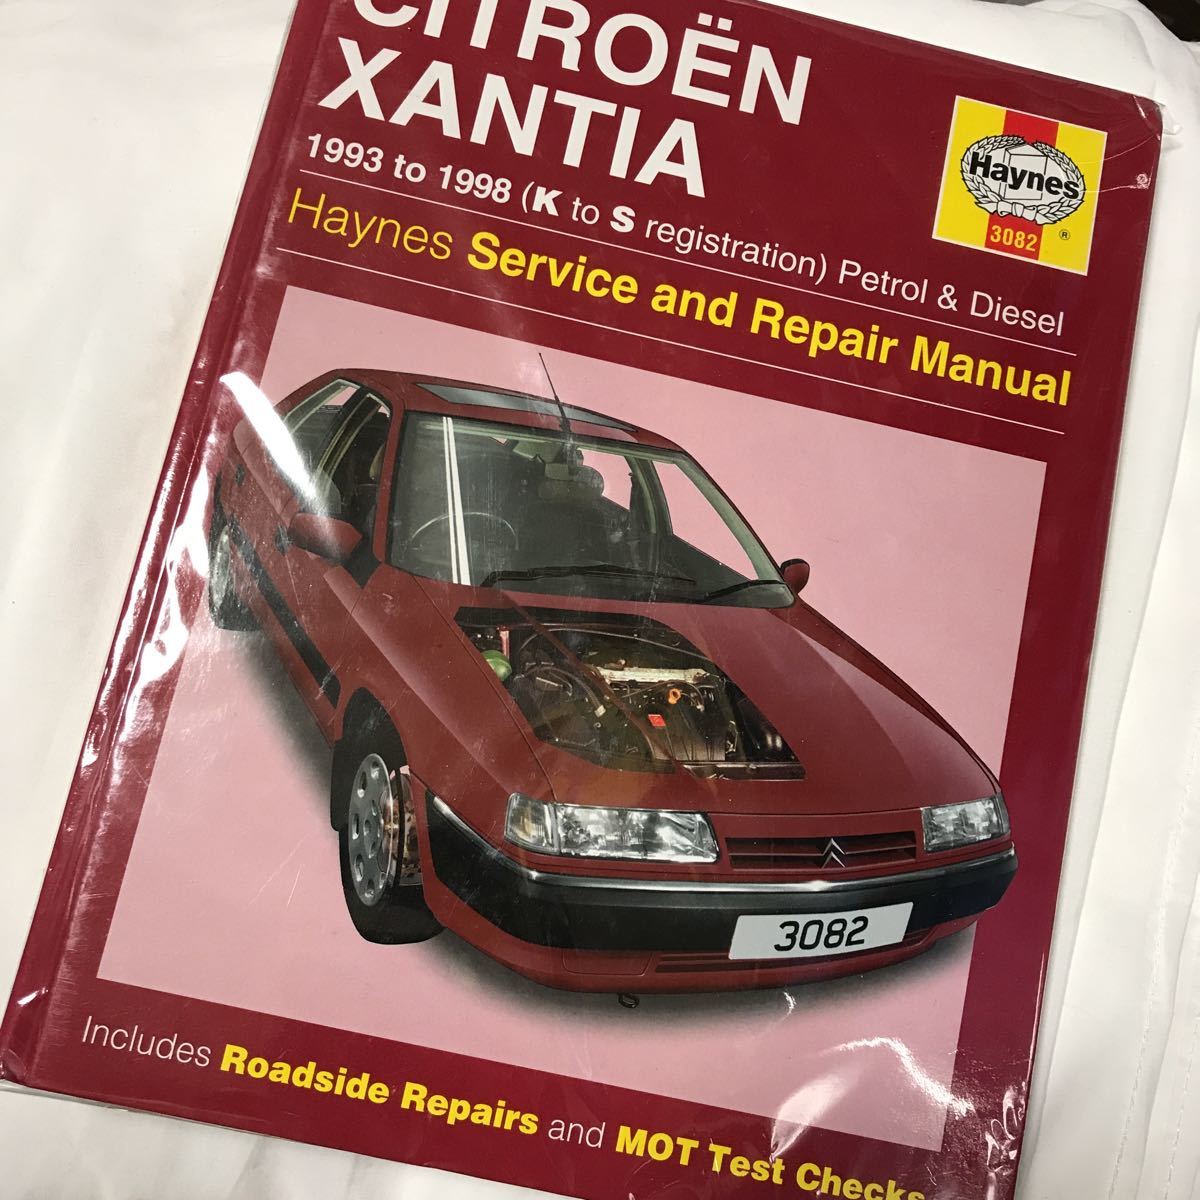 CITROËN
XANTIA
1993 to 1998 (K to S registration) Petrol & Diesel
Haynes Service and Repair Manual
Haynes
3082
®
3082
Includes Roadside Repairs and MOT Test Checks